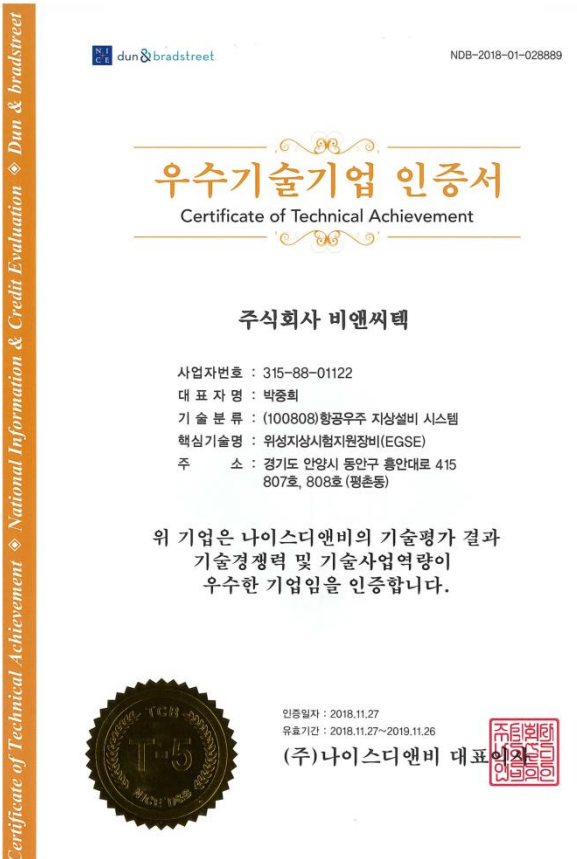 Certificate of Technical Achievement ◈ National Information & Credit Evaluation ◈ Dun & bradstreet
NICE dun&bradstreet
NDB-2018-01-028889
우수기술기업 인증서
Certificate of Technical Achievement
주식회사 비앤씨텍
사업자번호 : 315-88-01122
대 표 자 명 : 박중희
기 술 분 류 : (100808)항공우주 지상설비 시스템
핵심기술명 : 위성지상시험지원장비(EGSE)
주 소 : 경기도 안양시 동안구 흥안대로 415
807호, 808호 (평촌동)
위 기업은 나이스디앤비의 기술평가 결과
기술경쟁력 및 기술사업역량이
우수한 기업임을 인증합니다.
TCB
T-5
NICE D&B
인증일자 : 2018.11.27
유효기간 : 2018.11.27~2019.11.26
(주)나이스디앤비 대표이사